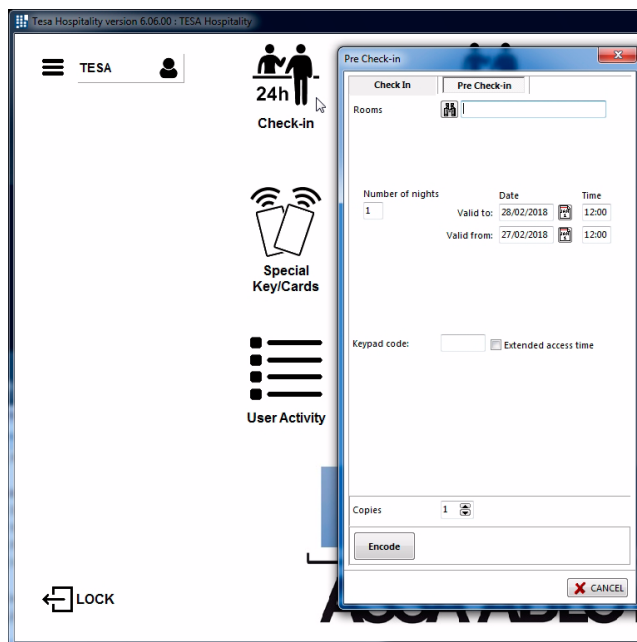 Tesa Hospitality version 6.06.00 : TESA Hospitality
TESA
24h
Check-in
Special
Key/Cards
User Activity
LOCK
Pre Check-in
Check In
Pre Check-in
Rooms
Number of nights
Date
Time
1
Valid to:
28/02/2018
12:00
Valid from:
27/02/2018
12:00
Keypad code:
Extended access time
Copies
1
Encode
CANCEL